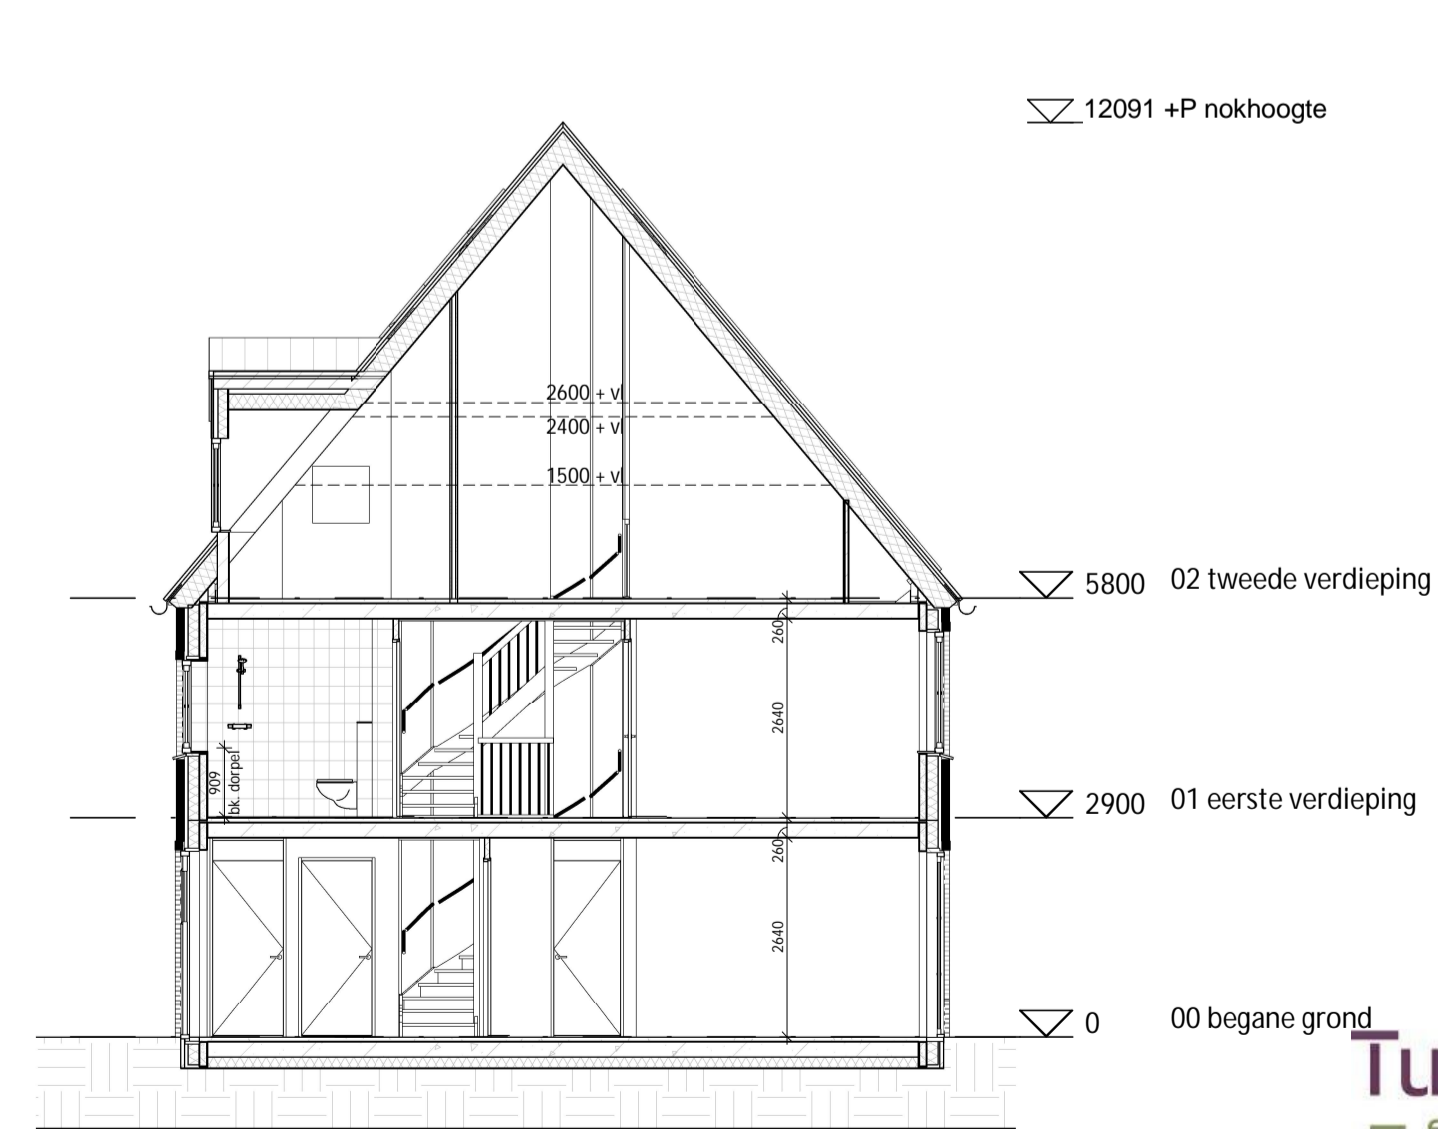 12091 +P nokhoogte
2600 + vl
2400 + vl
1500 + vl
5800 02 tweede verdieping
260
2640
909
bk. dorpel
2900 01 eerste verdieping
260
2640
0 00 begane grond
Tu